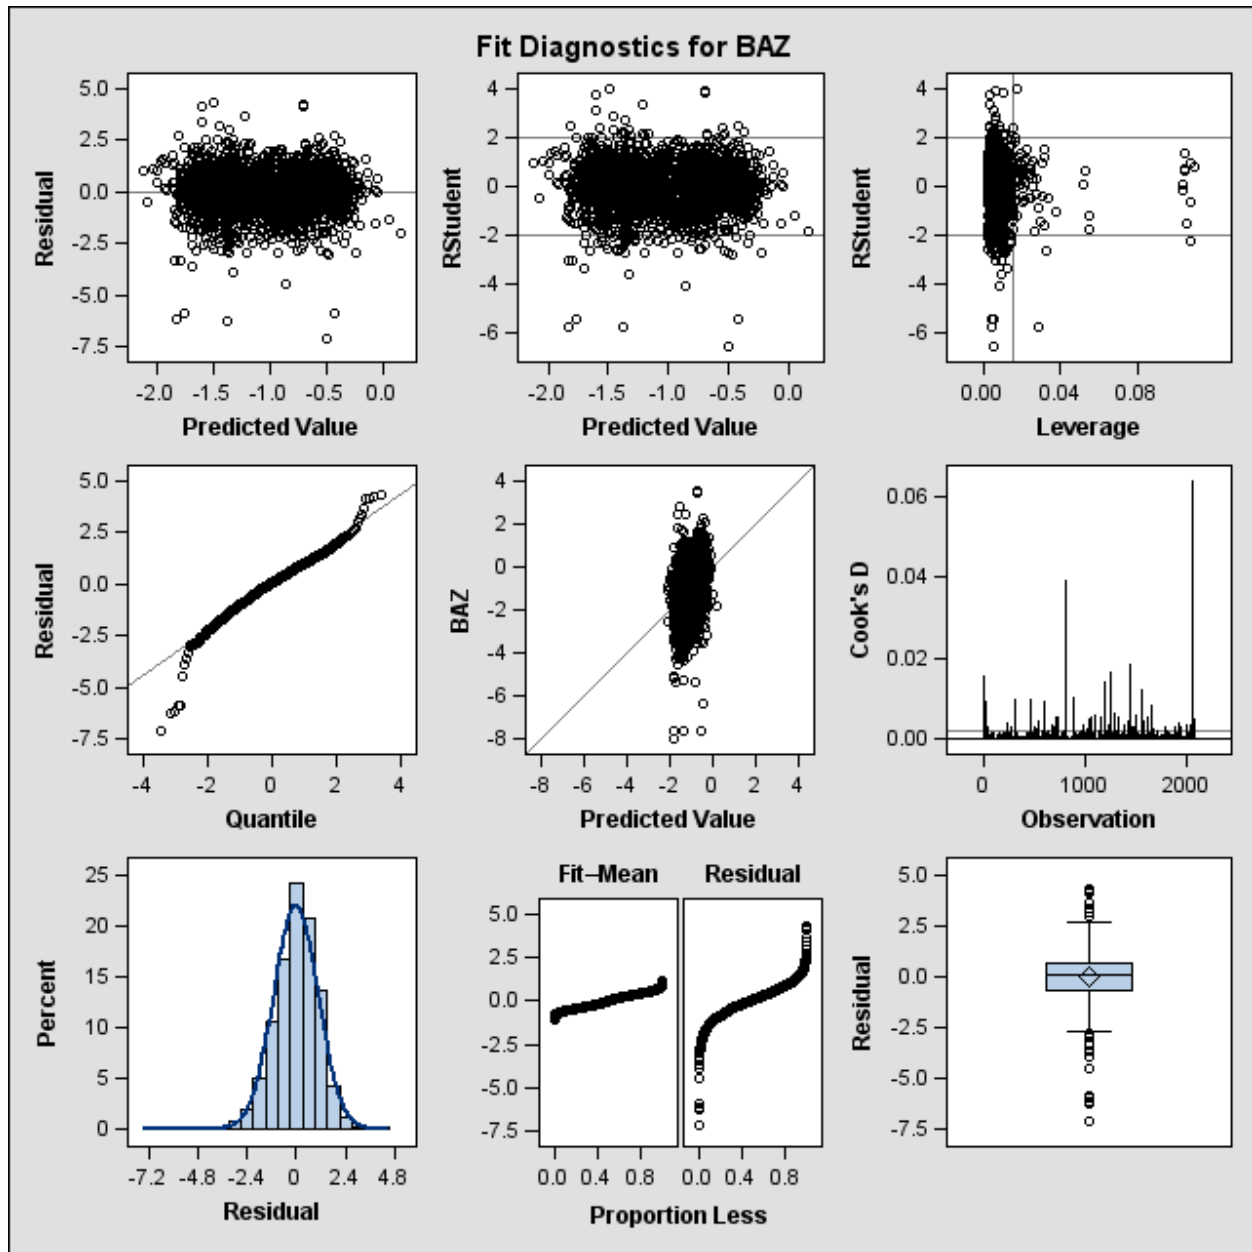 Fit Diagnostics for BAZ
5.0
2.5
0.0
-2.5
-5.0
-7.5
Residual
-2.0 -1.5 -1.0 -0.5 0.0
Predicted Value
4
2
0
-2
-4
-6
RStudent
-2.0 -1.5 -1.0 -0.5 0.0
Predicted Value
4
2
0
-2
-4
-6
RStudent
0.00 0.04 0.08
Leverage
5.0
2.5
0.0
-2.5
-5.0
-7.5
Residual
-4 -2 0 2 4
Quantile
4
2
0
-2
-4
-6
-8
BAZ
-8 -6 -4 -2 0 2 4
Predicted Value
0.06
0.04
0.02
0.00
Cook's D
0 1000 2000
Observation
25
20
15
10
5
0
Percent
-7.2 -4.8 -2.4 0 2.4 4.8
Residual
Fit–Mean Residual
5.0
2.5
0.0
-2.5
-5.0
-7.5
0.0 0.4 0.8 0.0 0.4 0.8
Proportion Less
5.0
2.5
0.0
-2.5
-5.0
-7.5
Residual